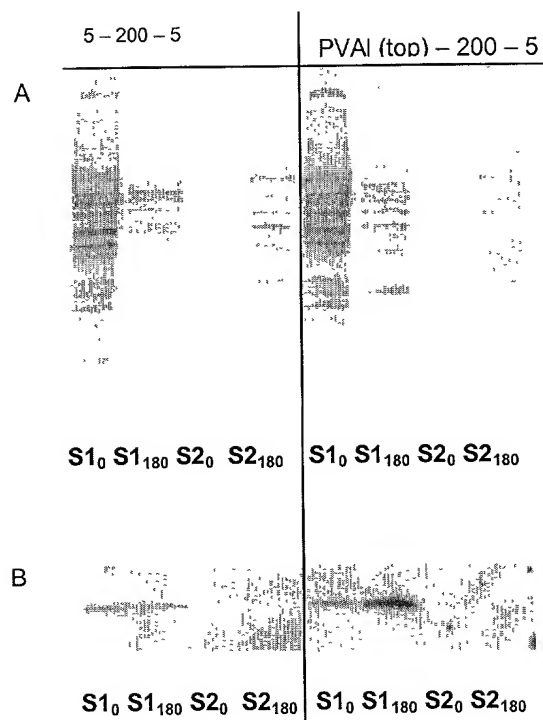 5 – 200 – 5
PVAl (top) – 200 – 5
A
S1₀ S1₁₈₀ S2₀ S2₁₈₀
S1₀ S1₁₈₀ S2₀ S2₁₈₀
B
S1₀ S1₁₈₀ S2₀ S2₁₈₀
S1₀ S1₁₈₀ S2₀ S2₁₈₀